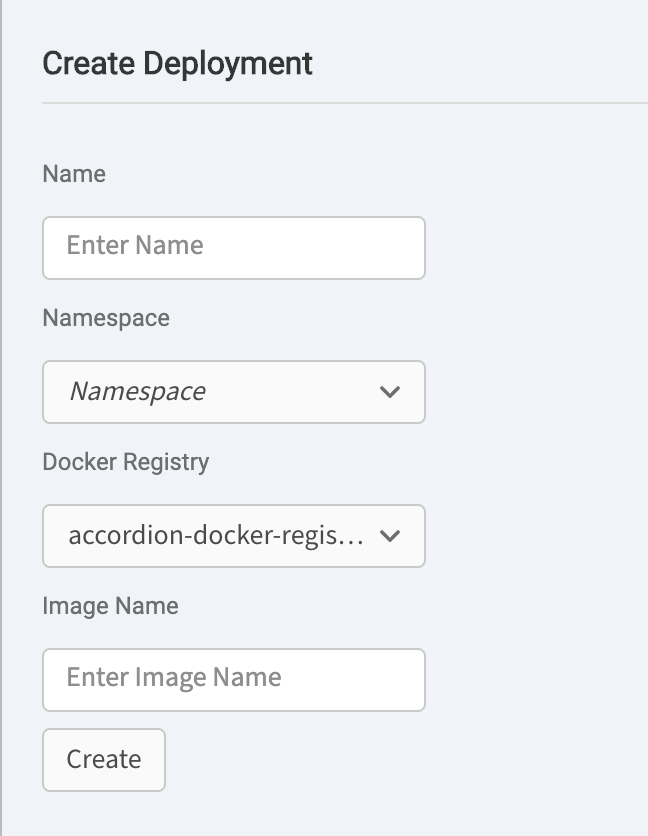 Create Deployment
Name
Enter Name
Namespace
Namespace
Docker Registry
accordion-docker-regis...
Image Name
Enter Image Name
Create